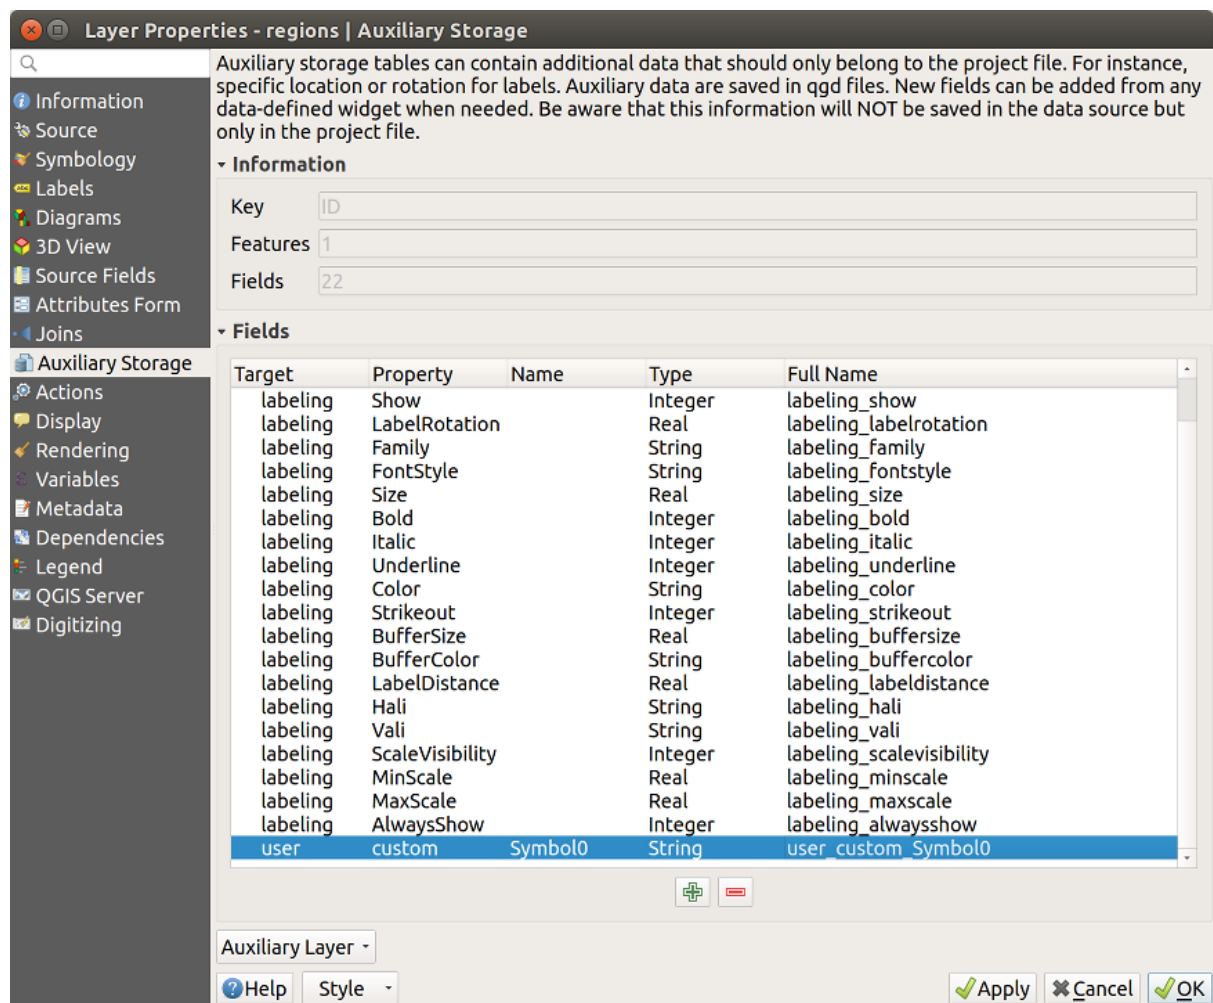 Layer Properties - regions | Auxiliary Storage
Information
Source
Symbology
Labels
Diagrams
3D View
Source Fields
Attributes Form
Joins
Auxiliary Storage
Actions
Display
Rendering
Variables
Metadata
Dependencies
Legend
QGIS Server
Digitizing
Auxiliary storage tables can contain additional data that should only belong to the project file. For instance,
specific location or rotation for labels. Auxiliary data are saved in qgd files. New fields can be added from any
data-defined widget when needed. Be aware that this information will NOT be saved in the data source but
only in the project file.
Information
Key ID
Features 1
Fields 22
Fields
Target Property Name Type Full Name
labeling Show Integer labeling_show
labeling LabelRotation Real labeling_labelrotation
labeling Family String labeling_family
labeling FontStyle String labeling_fontstyle
labeling Size Real labeling_size
labeling Bold Integer labeling_bold
labeling Italic Integer labeling_italic
labeling Underline Integer labeling_underline
labeling Color String labeling_color
labeling Strikeout Integer labeling_strikeout
labeling BufferSize Real labeling_buffersize
labeling BufferColor String labeling_buffercolor
labeling LabelDistance Real labeling_labeldistance
labeling Hali String labeling_hali
labeling Vali String labeling_vali
labeling ScaleVisibility Integer labeling_scalevisibility
labeling MinScale Real labeling_minscale
labeling MaxScale Real labeling_maxscale
labeling AlwaysShow Integer labeling_alwaysshow
user custom Symbol0 String user_custom_Symbol0
Auxiliary Layer
Help Style Apply Cancel OK